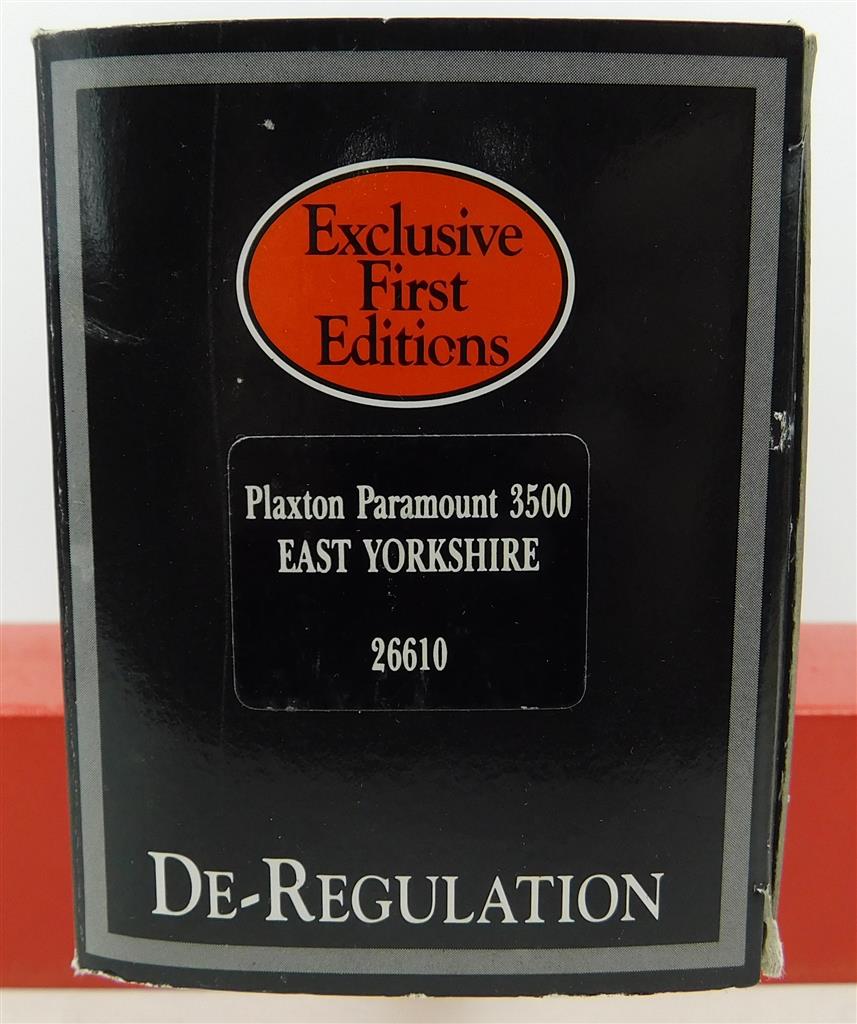 Exclusive
First
Editions
Plaxton Paramount 3500
EAST YORKSHIRE
26610
DE-REGULATION